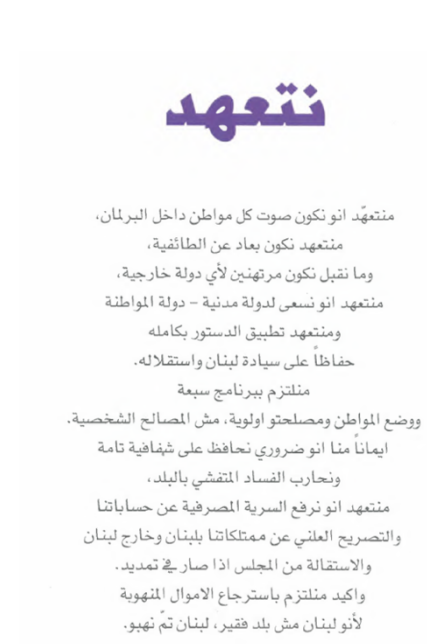 نتعهد
منتعهّد انو نكون صوت كل مواطن داخل البرلمان،
منتعهد نكون بعاد عن الطائفية،
وما نقبل نكون مرتهنين لأي دولة خارجية،
منتعهد انو نسعى لدولة مدنية – دولة المواطنة
ومنتعهد تطبيق الدستور بكامله
حفاظاً على سيادة لبنان واستقلاله.
منلتزم ببرنامج سبعة
ووضع المواطن ومصلحتو اولوية، مش المصالح الشخصية.
ايماناً منا انو ضروري نحافظ على شفافية تامة
ونحارب الفساد المتفشي بالبلد،
منتعهد انو نرفع السرية المصرفية عن حساباتنا
والتصريح العلني عن ممتلكاتنا بلبنان وخارج لبنان
والاستقالة من المجلس اذا صار في تمديد.
واكيد منلتزم باسترجاع الاموال المنهوبة
لأنو لبنان مش بلد فقير، لبنان تمّ نهبو.